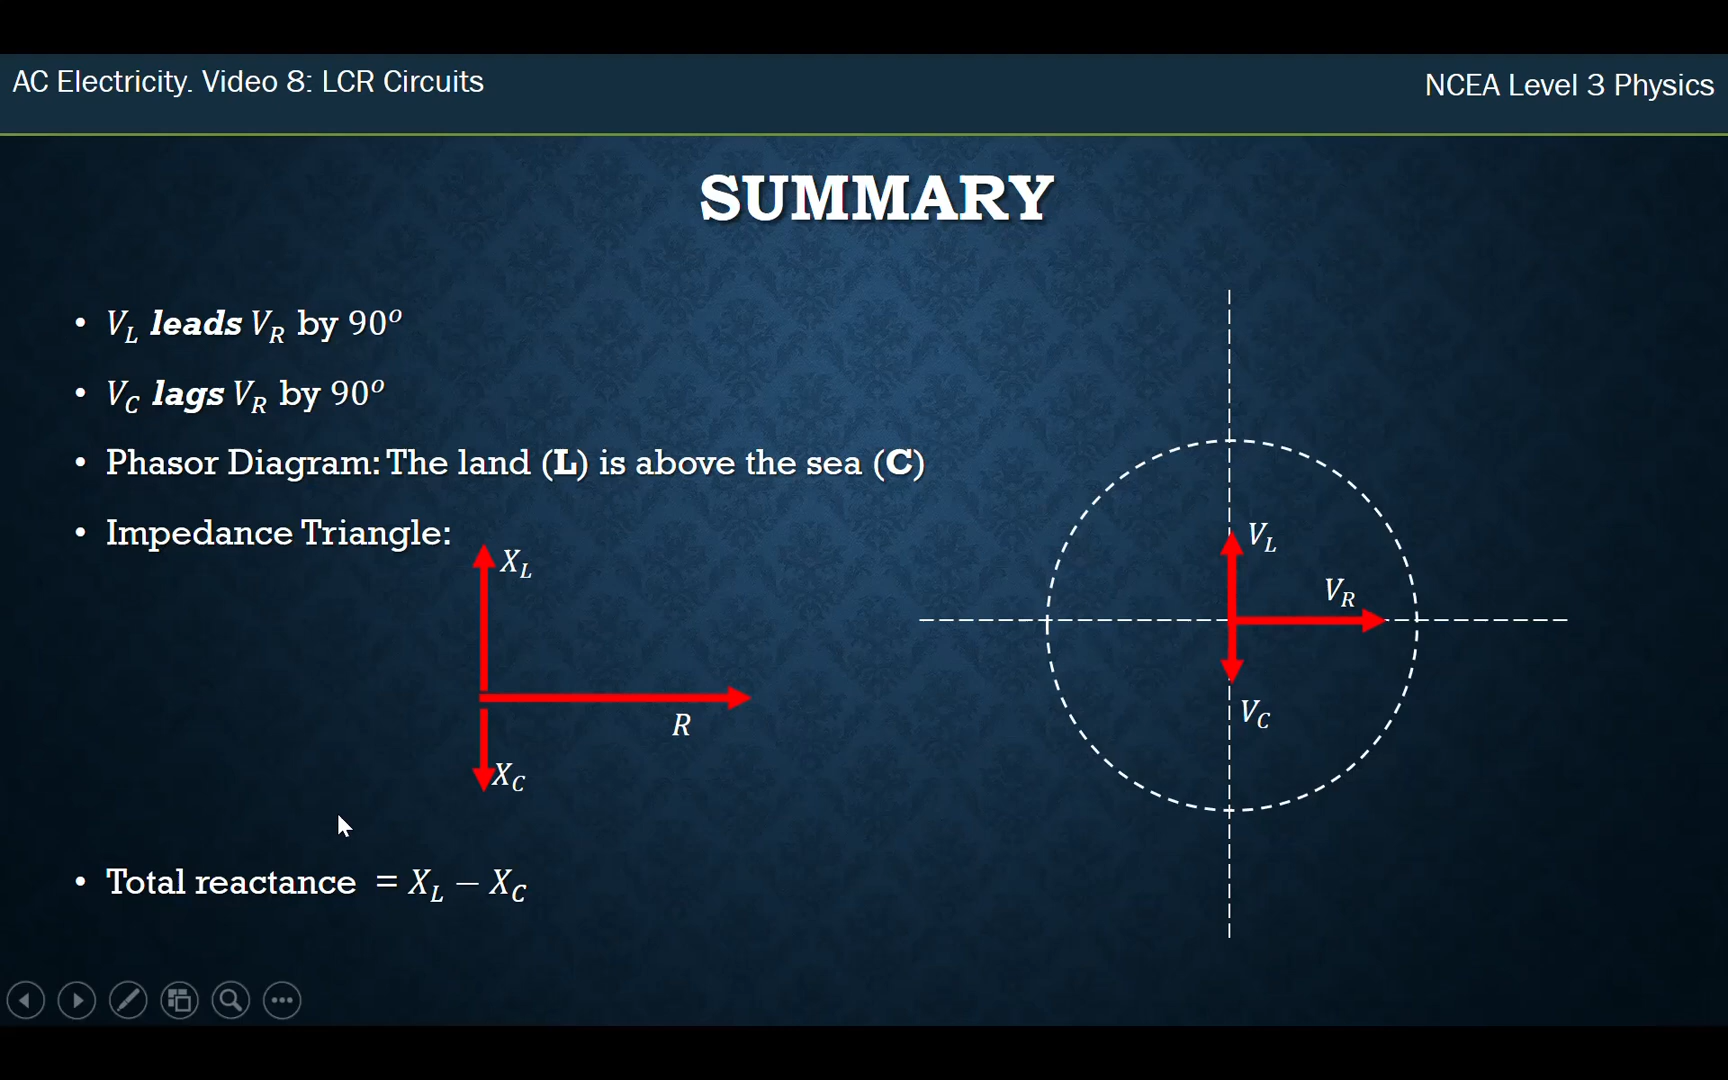 AC Electricity. Video 8: LCR Circuits
NCEA Level 3 Physics
SUMMARY
• V_L leads V_R by 90°
• V_C lags V_R by 90°
• Phasor Diagram: The land (L) is above the sea (C)
• Impedance Triangle:
X_L
R
X_C
• Total reactance = X_L − X_C
V_L
V_R
V_C